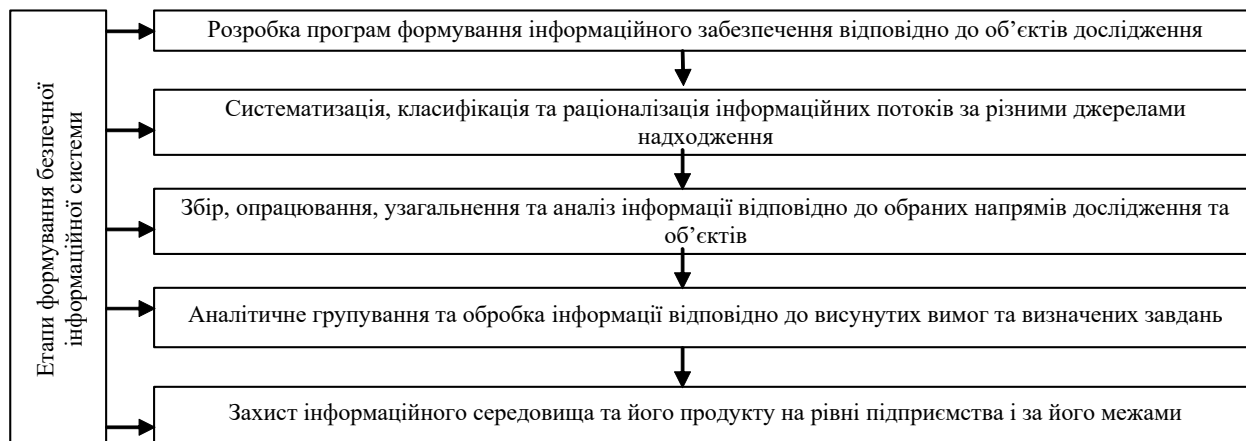 Етапи формування безпечної
інформаційної системи
Розробка програм формування інформаційного забезпечення відповідно до об’єктів дослідження
Систематизація, класифікація та раціоналізація інформаційних потоків за різними джерелами
надходження
Збір, опрацювання, узагальнення та аналіз інформації відповідно до обраних напрямів дослідження та
об’єктів
Аналітичне групування та обробка інформації відповідно до висунутих вимог та визначених завдань
Захист інформаційного середовища та його продукту на рівні підприємства і за його межами